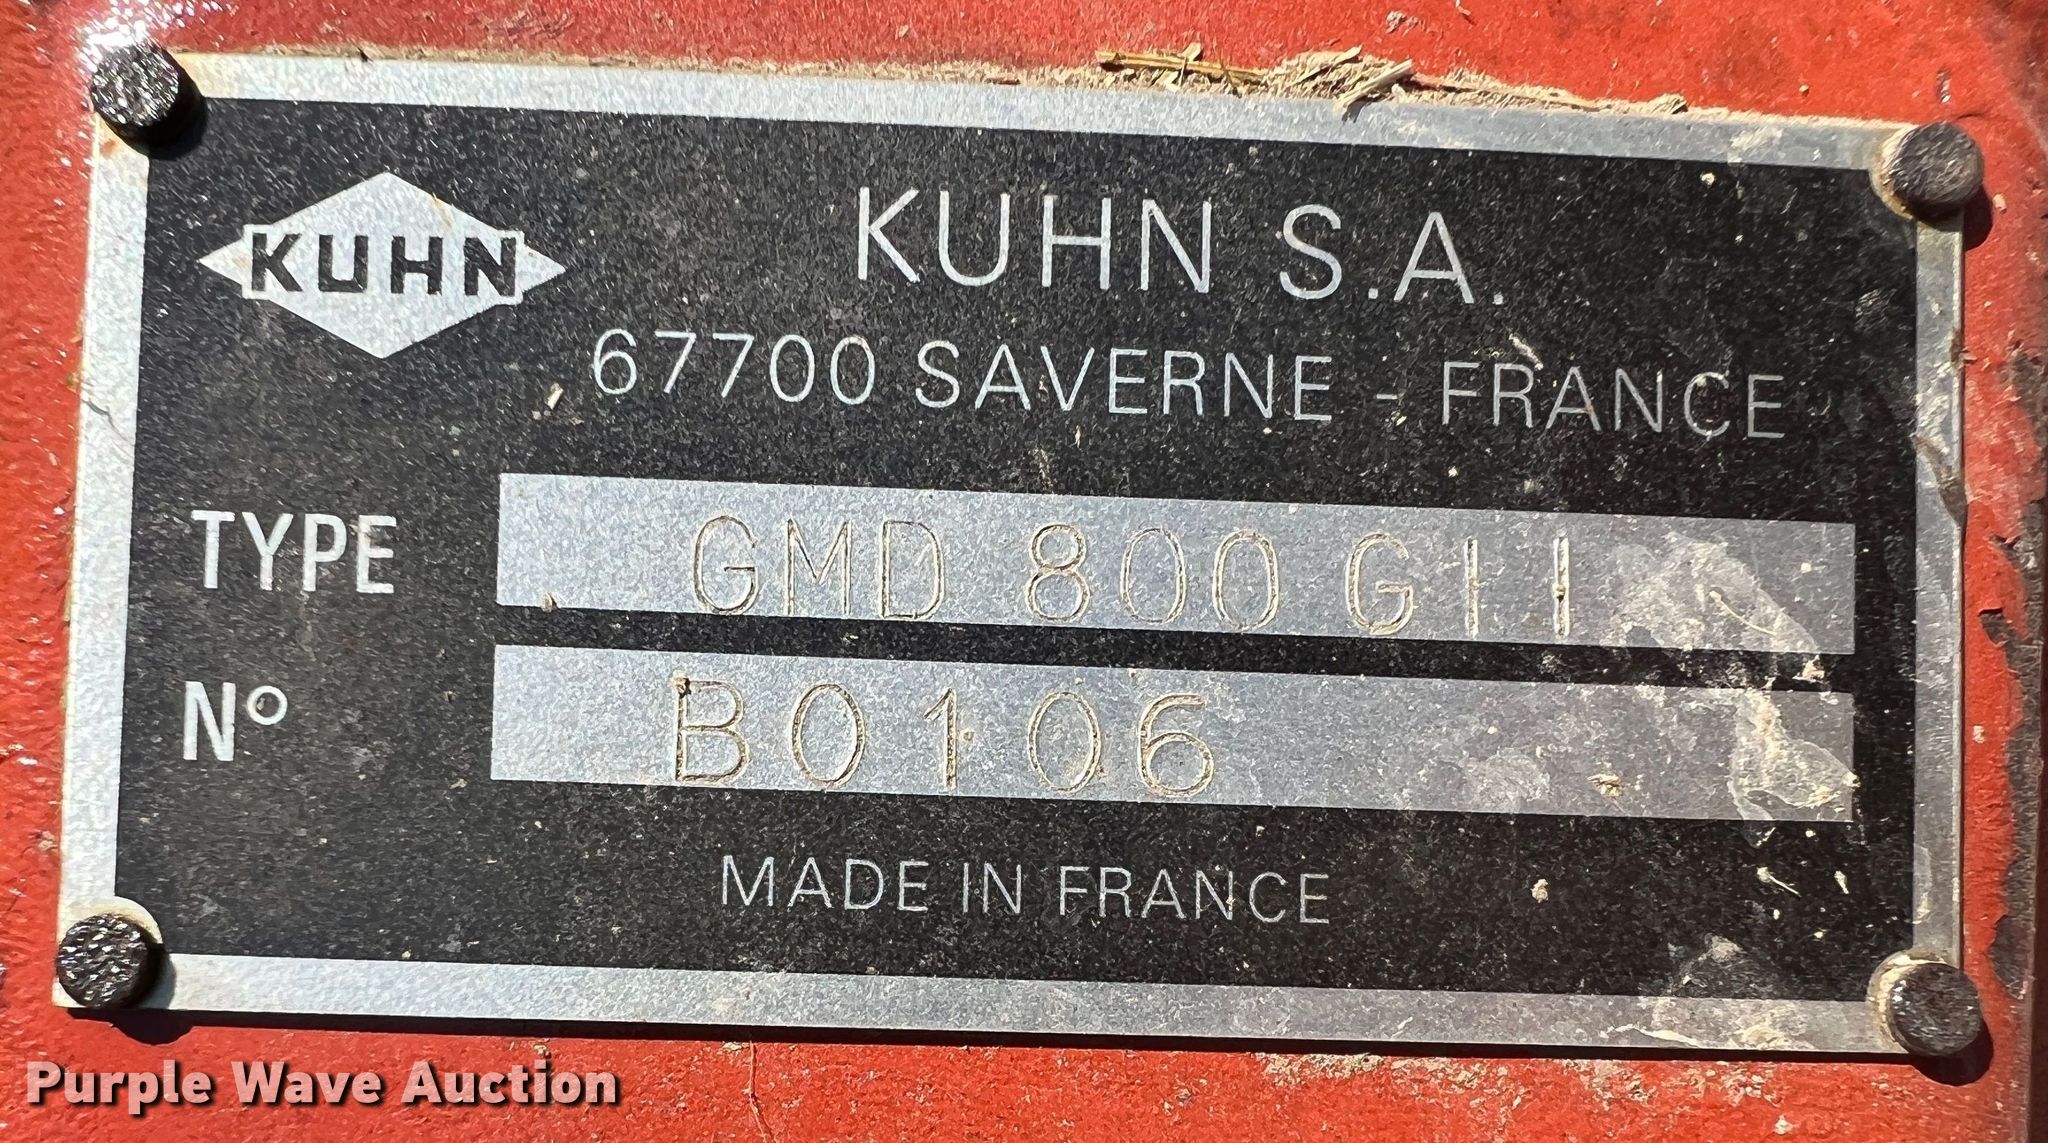 KUHN
KUHN S.A.
67700 SAVERNE - FRANCE
TYPE GMD 800 GII
N° B0106
MADE IN FRANCE
Purple Wave Auction